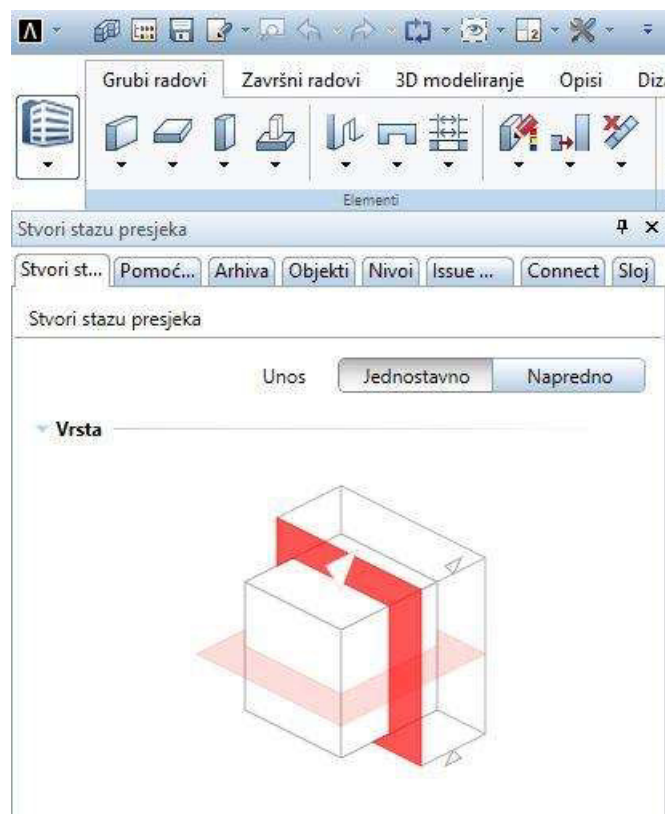 Grubi radovi Završni radovi 3D modeliranje Opisi Diz
Elementi
Stvori stazu presjeka
Stvori st... Pomoć... Arhiva Objekti Nivoi Issue ... Connect Sloj
Stvori stazu presjeka
Unos Jednostavno Napredno
Vrsta